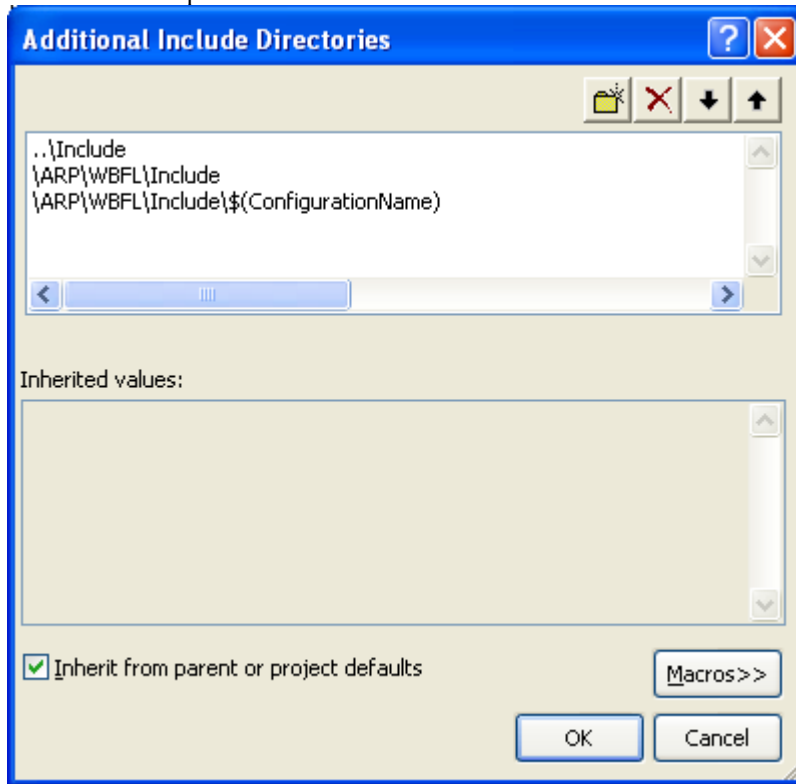 Additional Include Directories
..\Include
\ARP\WBFL\Include
\ARP\WBFL\Include\$(ConfigurationName)
Inherited values:
Inherit from parent or project defaults
Macros>>
OK
Cancel